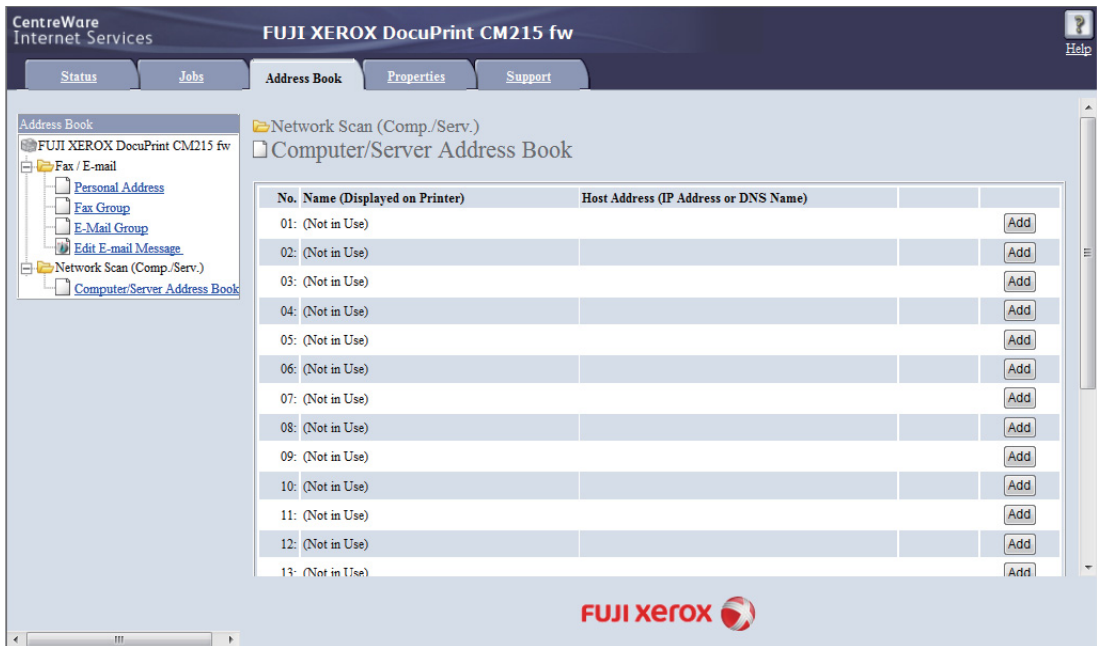 CentreWare
Internet Services
FUJI XEROX DocuPrint CM215 fw
Help
Status
Jobs
Address Book
Properties
Support
Address Book
FUJI XEROX DocuPrint CM215 fw
Fax / E-mail
Personal Address
Fax Group
E-Mail Group
Edit E-mail Message
Network Scan (Comp./Serv.)
Computer/Server Address Book
Network Scan (Comp./Serv.)
Computer/Server Address Book
No. Name (Displayed on Printer) Host Address (IP Address or DNS Name)
01: (Not in Use) Add
02: (Not in Use) Add
03: (Not in Use) Add
04: (Not in Use) Add
05: (Not in Use) Add
06: (Not in Use) Add
07: (Not in Use) Add
08: (Not in Use) Add
09: (Not in Use) Add
10: (Not in Use) Add
11: (Not in Use) Add
12: (Not in Use) Add
13: (Not in Use) Add
FUJI xerox